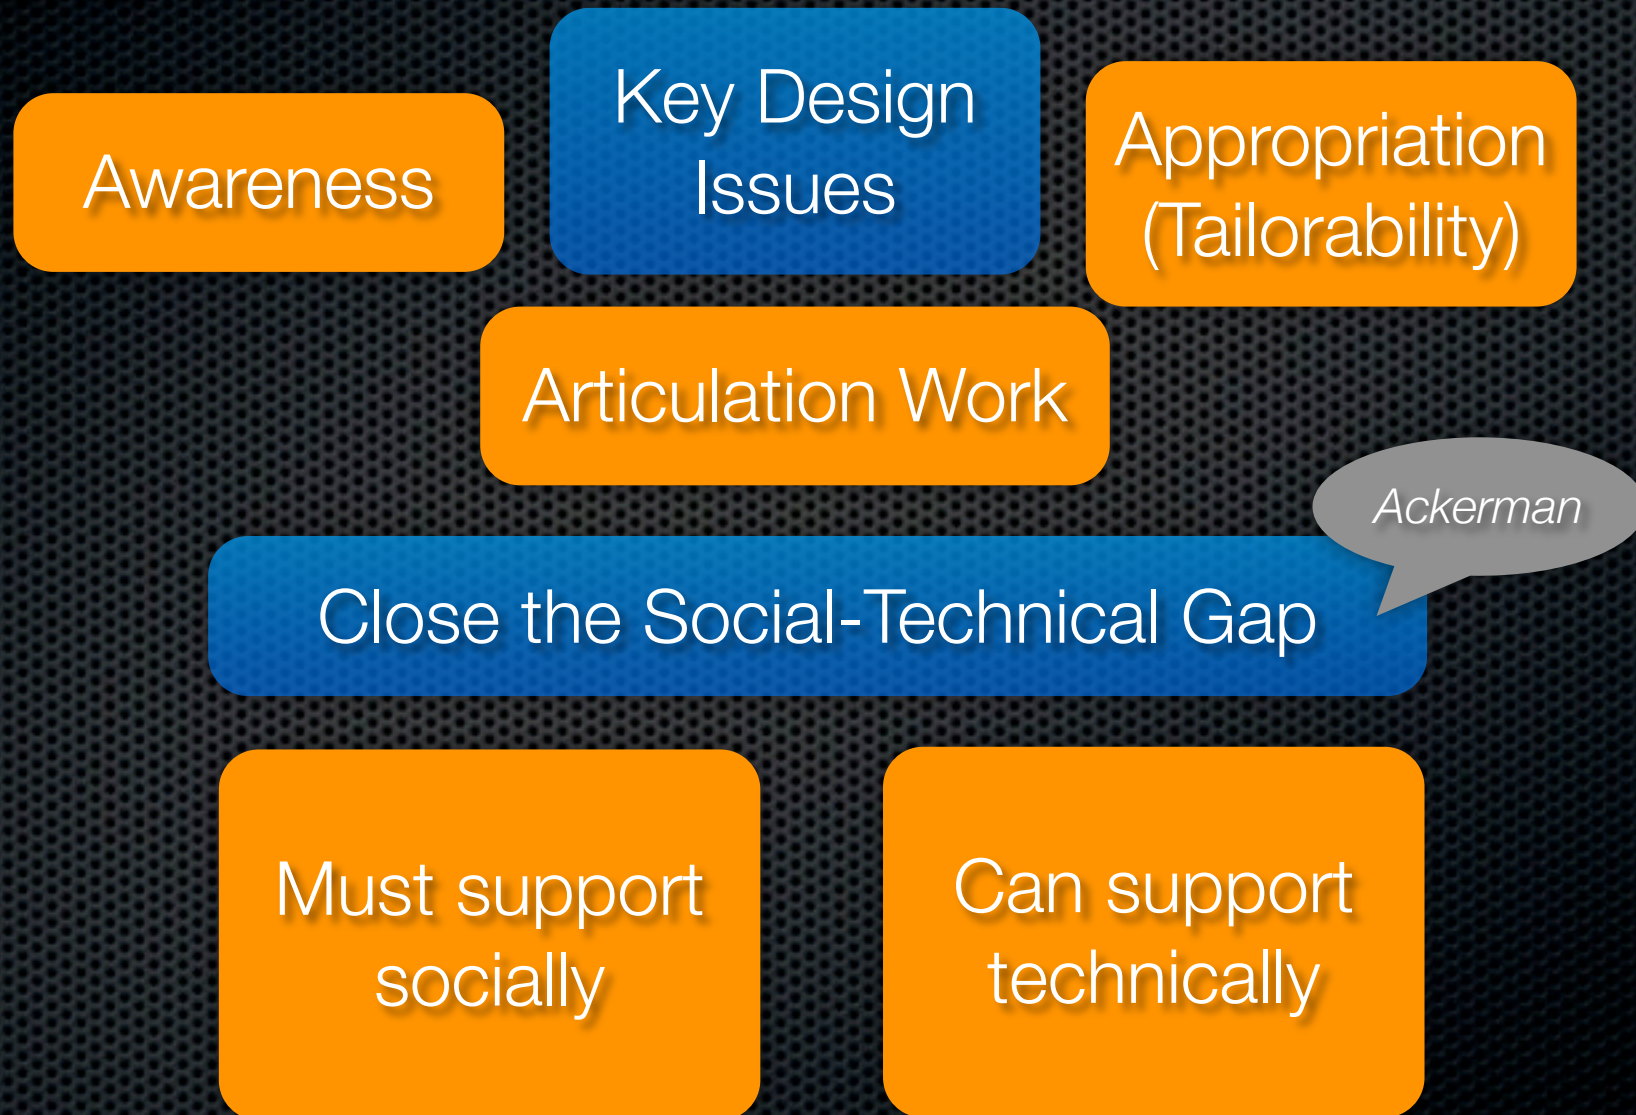 Key Design
Issues
Awareness
Appropriation
(Tailorability)
Articulation Work
Ackerman
Close the Social-Technical Gap
Must support
socially
Can support
technically